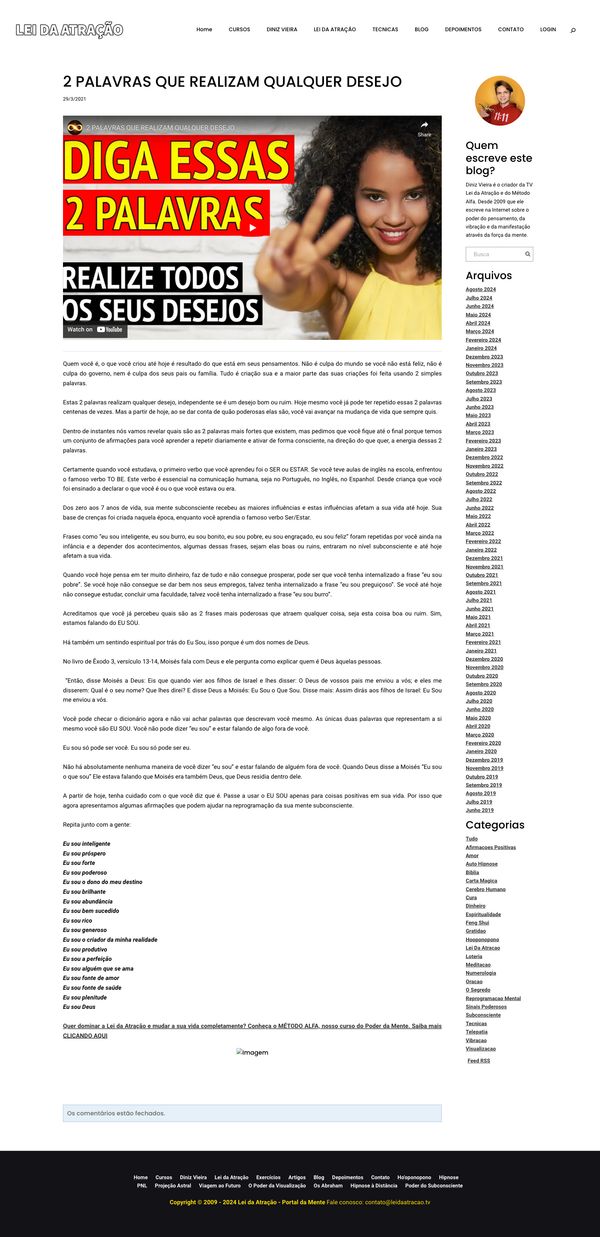 LEI DA ATRAÇÃO
Home CURSOS DINIZ VIEIRA LEI DA ATRAÇÃO TECNICAS BLOG DEPOIMENTOS CONTATO LOGIN
2 PALAVRAS QUE REALIZAM QUALQUER DESEJO
29/3/2021
2 PALAVRAS QUE REALIZAM QUALQUER DESEJO
Share
DIGA ESSAS
2 PALAVRAS
REALIZE TODOS
OS SEUS DESEJOS
Watch on YouTube
Quem você é, o que você criou até hoje é resultado do que está em seus pensamentos. Não é culpa do mundo se você não está feliz, não é
culpa do governo, nem é culpa dos seus pais ou família. Tudo é criação sua e a maior parte das suas criações foi feita usando 2 simples
palavras.
Estas 2 palavras realizam qualquer desejo, independente se é um desejo bom ou ruim. Hoje mesmo você já pode ter repetido essas 2 palavras
centenas de vezes. Mas a partir de hoje, ao se dar conta de quão poderosas elas são, você vai avançar na mudança de vida que sempre quis.
Dentro de instantes nós vamos revelar quais são as 2 palavras mais fortes que existem, mas pedimos que você fique até o final porque temos
um conjunto de afirmações para você aprender a repetir diariamente e ativar de forma consciente, na direção do que quer, a energia dessas 2
palavras.
Certamente quando você estudava, o primeiro verbo que você aprendeu foi o SER ou ESTAR. Se você teve aulas de inglês na escola, enfrentou
o famoso verbo TO BE. Este verbo é essencial na comunicação humana, seja no Português, no Inglês, no Espanhol. Desde criança que você
foi ensinado a declarar o que você é ou o que você estava ou era.
Dos zero aos 7 anos de vida, sua mente subconsciente recebeu as maiores influências e estas influências afetam a sua vida até hoje. Sua
base de crenças foi criada naquela época, enquanto você aprendia o famoso verbo Ser/Estar.
Frases como "eu sou inteligente, eu sou burro, eu sou bonito, eu sou pobre, eu sou engraçado, eu sou feliz" foram repetidas por você ainda na
infância e a depender dos acontecimentos, algumas dessas frases, sejam elas boas ou ruins, entraram no nível subconsciente e até hoje
afetam a sua vida.
Quando você hoje pensa em ter muito dinheiro, faz de tudo e não consegue prosperar, pode ser que você tenha internalizado a frase "eu sou
pobre". Se você hoje não consegue se dar bem nos seus empregos, talvez tenha internalizado a frase "eu sou preguiçoso". Se você até hoje
não consegue estudar, concluir uma faculdade, talvez você tenha internalizado a frase "eu sou burro".
Acreditamos que você já percebeu quais são as 2 frases mais poderosas que atraem qualquer coisa, seja esta coisa boa ou ruim. Sim,
estamos falando do EU SOU.
Há também um sentindo espiritual por trás do Eu Sou, isso porque é um dos nomes de Deus.
No livro de Êxodo 3, versículo 13-14, Moisés fala com Deus e ele pergunta como explicar quem é Deus àquelas pessoas.
"Então, disse Moisés a Deus: Eis que quando vier aos filhos de Israel e lhes disser: O Deus de vossos pais me enviou a vós; e eles me
disserem: Qual é o seu nome? Que lhes direi? E disse Deus a Moisés: Eu Sou o Que Sou. Disse mais: Assim dirás aos filhos de Israel: Eu Sou
me enviou a vós.
Você pode checar o dicionário agora e não vai achar palavras que descrevam você mesmo. As únicas duas palavras que representam a si
mesmo você são EU SOU. Você não pode dizer "eu sou" e estar falando de algo fora de você.
Eu sou só pode ser você. Eu sou só pode ser eu.
Não há absolutamente nenhuma maneira de você dizer "eu sou" e estar falando de alguém fora de você. Quando Deus disse a Moisés "Eu sou
o que sou" Ele estava falando que Moisés era também Deus, que Deus residia dentro dele.
A partir de hoje, tenha cuidado com o que você diz que é. Passe a usar o EU SOU apenas para coisas positivas em sua vida. Por isso que
agora apresentamos algumas afirmações que podem ajudar na reprogramação da sua mente subconsciente.
Repita junto com a gente:
Eu sou inteligente
Eu sou próspero
Eu sou forte
Eu sou poderoso
Eu sou o dono do meu destino
Eu sou brilhante
Eu sou abundância
Eu sou bem sucedido
Eu sou rico
Eu sou generoso
Eu sou o criador da minha realidade
Eu sou produtivo
Eu sou a perfeição
Eu sou alguém que se ama
Eu sou fonte de amor
Eu sou fonte de saúde
Eu sou plenitude
Eu sou Deus
Quer dominar a Lei da Atração e mudar a sua vida completamente? Conheça o MÉTODO ALFA, nosso curso do Poder da Mente. Saiba mais
CLICANDO AQUI
Imagem
Os comentários estão fechados.
11:11
Quem
escreve este
blog?
Diniz Vieira é o criador da TV
Lei da Atração e do Método
Alfa. Desde 2009 que ele
escreve na Internet sobre o
poder do pensamento, da
vibração e da manifestação
através da força da mente.
Busca
Arquivos
Agosto 2024
Julho 2024
Junho 2024
Maio 2024
Abril 2024
Março 2024
Fevereiro 2024
Janeiro 2024
Dezembro 2023
Novembro 2023
Outubro 2023
Setembro 2023
Agosto 2023
Julho 2023
Junho 2023
Maio 2023
Abril 2023
Março 2023
Fevereiro 2023
Janeiro 2023
Dezembro 2022
Novembro 2022
Outubro 2022
Setembro 2022
Agosto 2022
Julho 2022
Junho 2022
Maio 2022
Abril 2022
Março 2022
Fevereiro 2022
Janeiro 2022
Dezembro 2021
Novembro 2021
Outubro 2021
Setembro 2021
Agosto 2021
Julho 2021
Junho 2021
Maio 2021
Abril 2021
Março 2021
Fevereiro 2021
Janeiro 2021
Dezembro 2020
Novembro 2020
Outubro 2020
Setembro 2020
Agosto 2020
Julho 2020
Junho 2020
Maio 2020
Abril 2020
Março 2020
Fevereiro 2020
Janeiro 2020
Dezembro 2019
Novembro 2019
Outubro 2019
Setembro 2019
Agosto 2019
Julho 2019
Junho 2019
Categorias
Tudo
Afirmacoes Positivas
Amor
Auto Hipnose
Bíblia
Carta Magica
Cerebro Humano
Cura
Dinheiro
Espiritualidade
Feng Shui
Gratidao
Hooponopono
Lei Da Atracao
Loteria
Meditacao
Numerologia
Oracao
O Segredo
Reprogramacao Mental
Sinais Poderosos
Subconsciente
Tecnicas
Telepatia
Vibracao
Visualizacao
Feed RSS
Home Cursos Diniz Vieira Lei da Atração Exercícios Artigos Blog Depoimentos Contato Ho'oponopono Hipnose
PNL Projeção Astral Viagem ao Futuro O Poder da Visualização Os Abraham Hipnose à Distância Poder do Subconsciente
Copyright © 2009 - 2024 Lei da Atração - Portal da Mente Fale conosco: contato@leidaatracao.tv